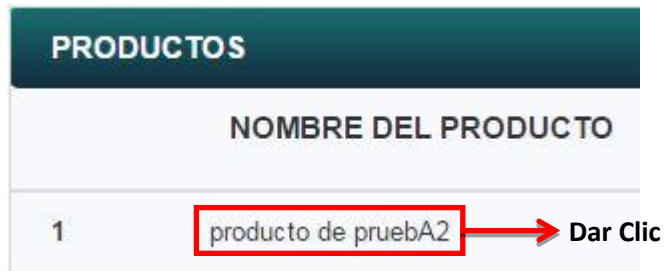 PRODUCTOS
NOMBRE DEL PRODUCTO
1 producto de pruebA2 Dar Clic